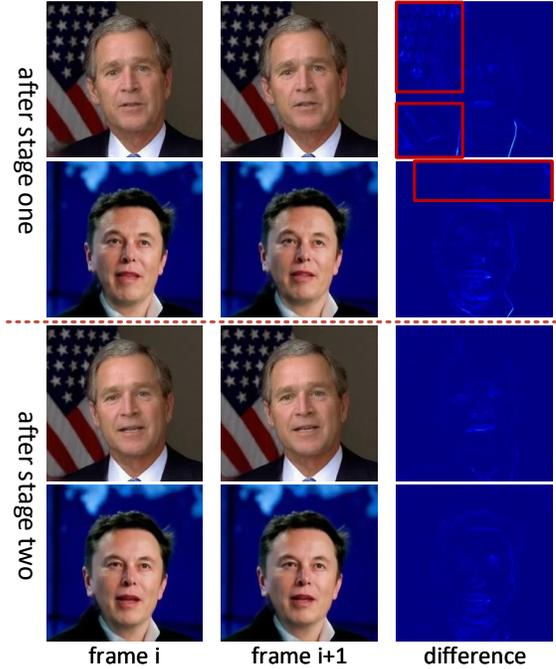 after stage one
after stage two
frame i
frame i+1
difference